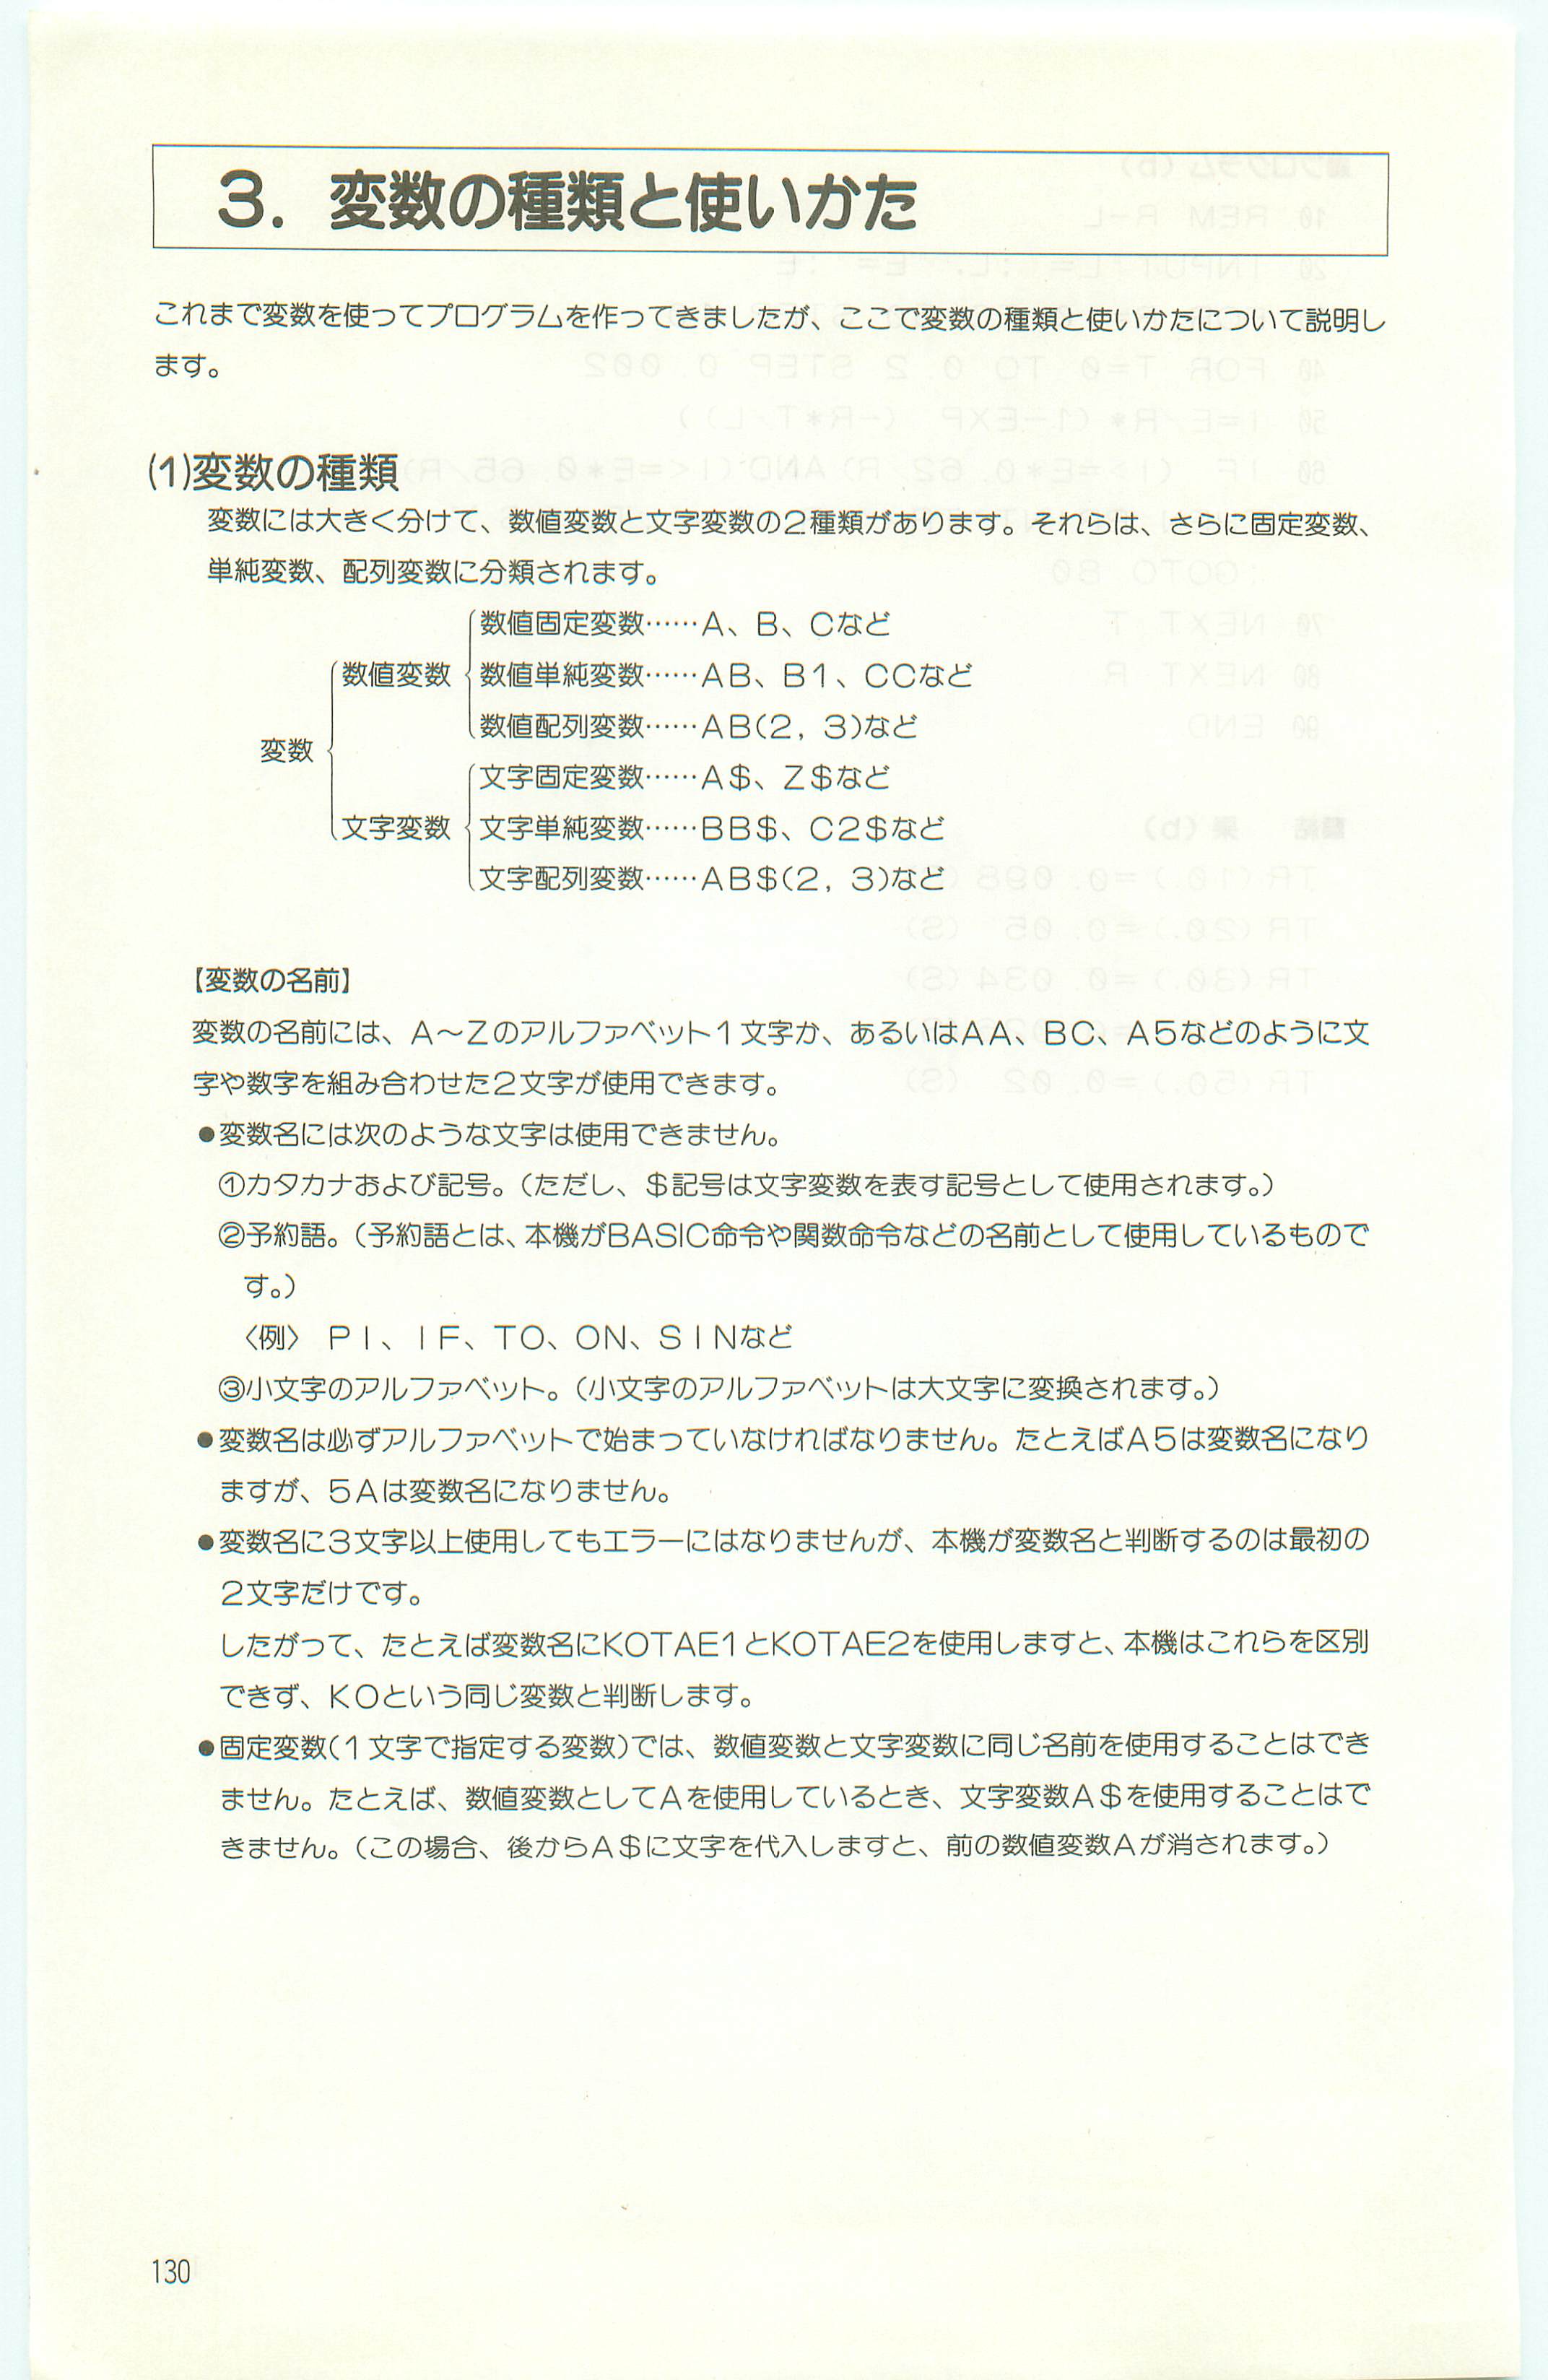 3．変数の種類と使いかた
これまで変数を使ってプログラムを作ってきましたが、ここで変数の種類と使いかたについて説明し
ます。
(1)変数の種類
変数には大きく分けて、数値変数と文字変数の２種類があります。それらは、さらに固定変数、
単純変数、配列変数に分類されます。
数値固定変数……Ａ、Ｂ、Ｃなど
数値変数 数値単純変数……ＡＢ、Ｂ１、ＣＣなど
数値配列変数……ＡＢ(２，３)など
変数
文字固定変数……Ａ＄、Ｚ＄など
文字変数 文字単純変数……ＢＢ＄、Ｃ２＄など
文字配列変数……ＡＢ＄(２，３)など
【変数の名前】
変数の名前には、Ａ～Ｚのアルファベット１文字か、あるいはＡＡ、ＢＣ、Ａ５などのように文
字や数字を組み合わせた２文字が使用できます。
●変数名には次のような文字は使用できません。
①カタカナおよび記号。（ただし、＄記号は文字変数を表す記号として使用されます。）
②予約語。（予約語とは、本機がBASIC命令や関数命令などの名前として使用しているもので
す。）
〈例〉 ＰＩ、ＩＦ、ＴＯ、ＯＮ、ＳＩＮなど
③小文字のアルファベット。（小文字のアルファベットは大文字に変換されます。）
●変数名は必ずアルファベットで始まっていなければなりません。たとえばＡ５は変数名になり
ますが、５Ａは変数名になりません。
●変数名に３文字以上使用してもエラーにはなりませんが、本機が変数名と判断するのは最初の
２文字だけです。
したがって、たとえば変数名にKOTAE1とKOTAE2を使用しますと、本機はこれらを区別
できず、ＫＯという同じ変数と判断します。
●固定変数（１文字で指定する変数）では、数値変数と文字変数に同じ名前を使用することはでき
ません。たとえば、数値変数としてＡを使用しているとき、文字変数Ａ＄を使用することはで
きません。（この場合、後からＡ＄に文字を代入しますと、前の数値変数Ａが消されます。）
130